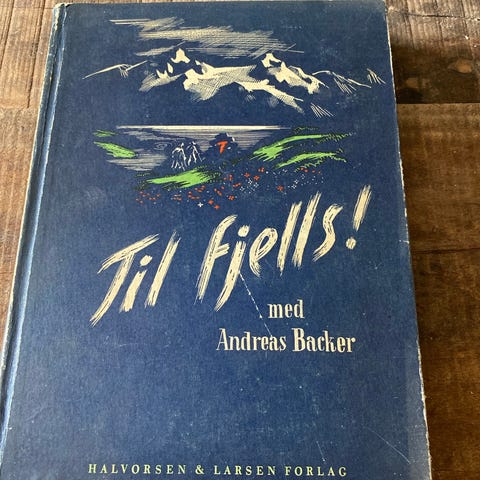 Til fjells!
med
Andreas Backer
HALVORSEN & LARSEN FORLAG